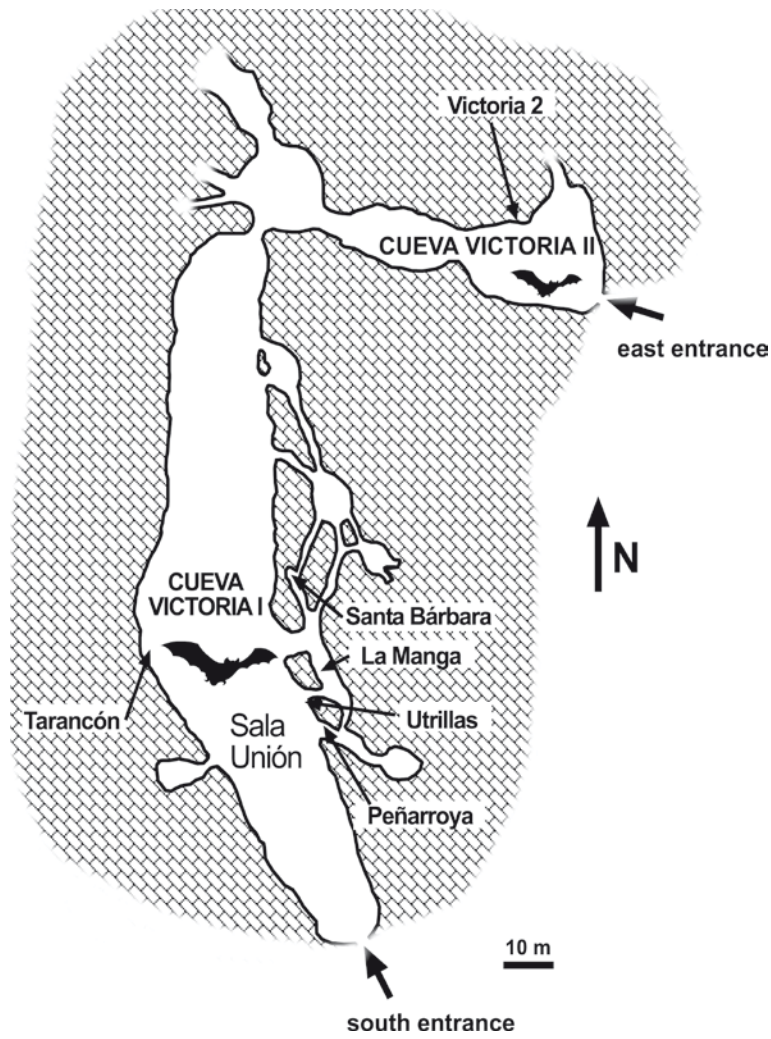 Victoria 2
CUEVA VICTORIA II
east entrance
N
CUEVA
VICTORIA I
Santa Bárbara
La Manga
Tarancón
Utrillas
Sala
Unión
Peñarroya
10 m
south entrance